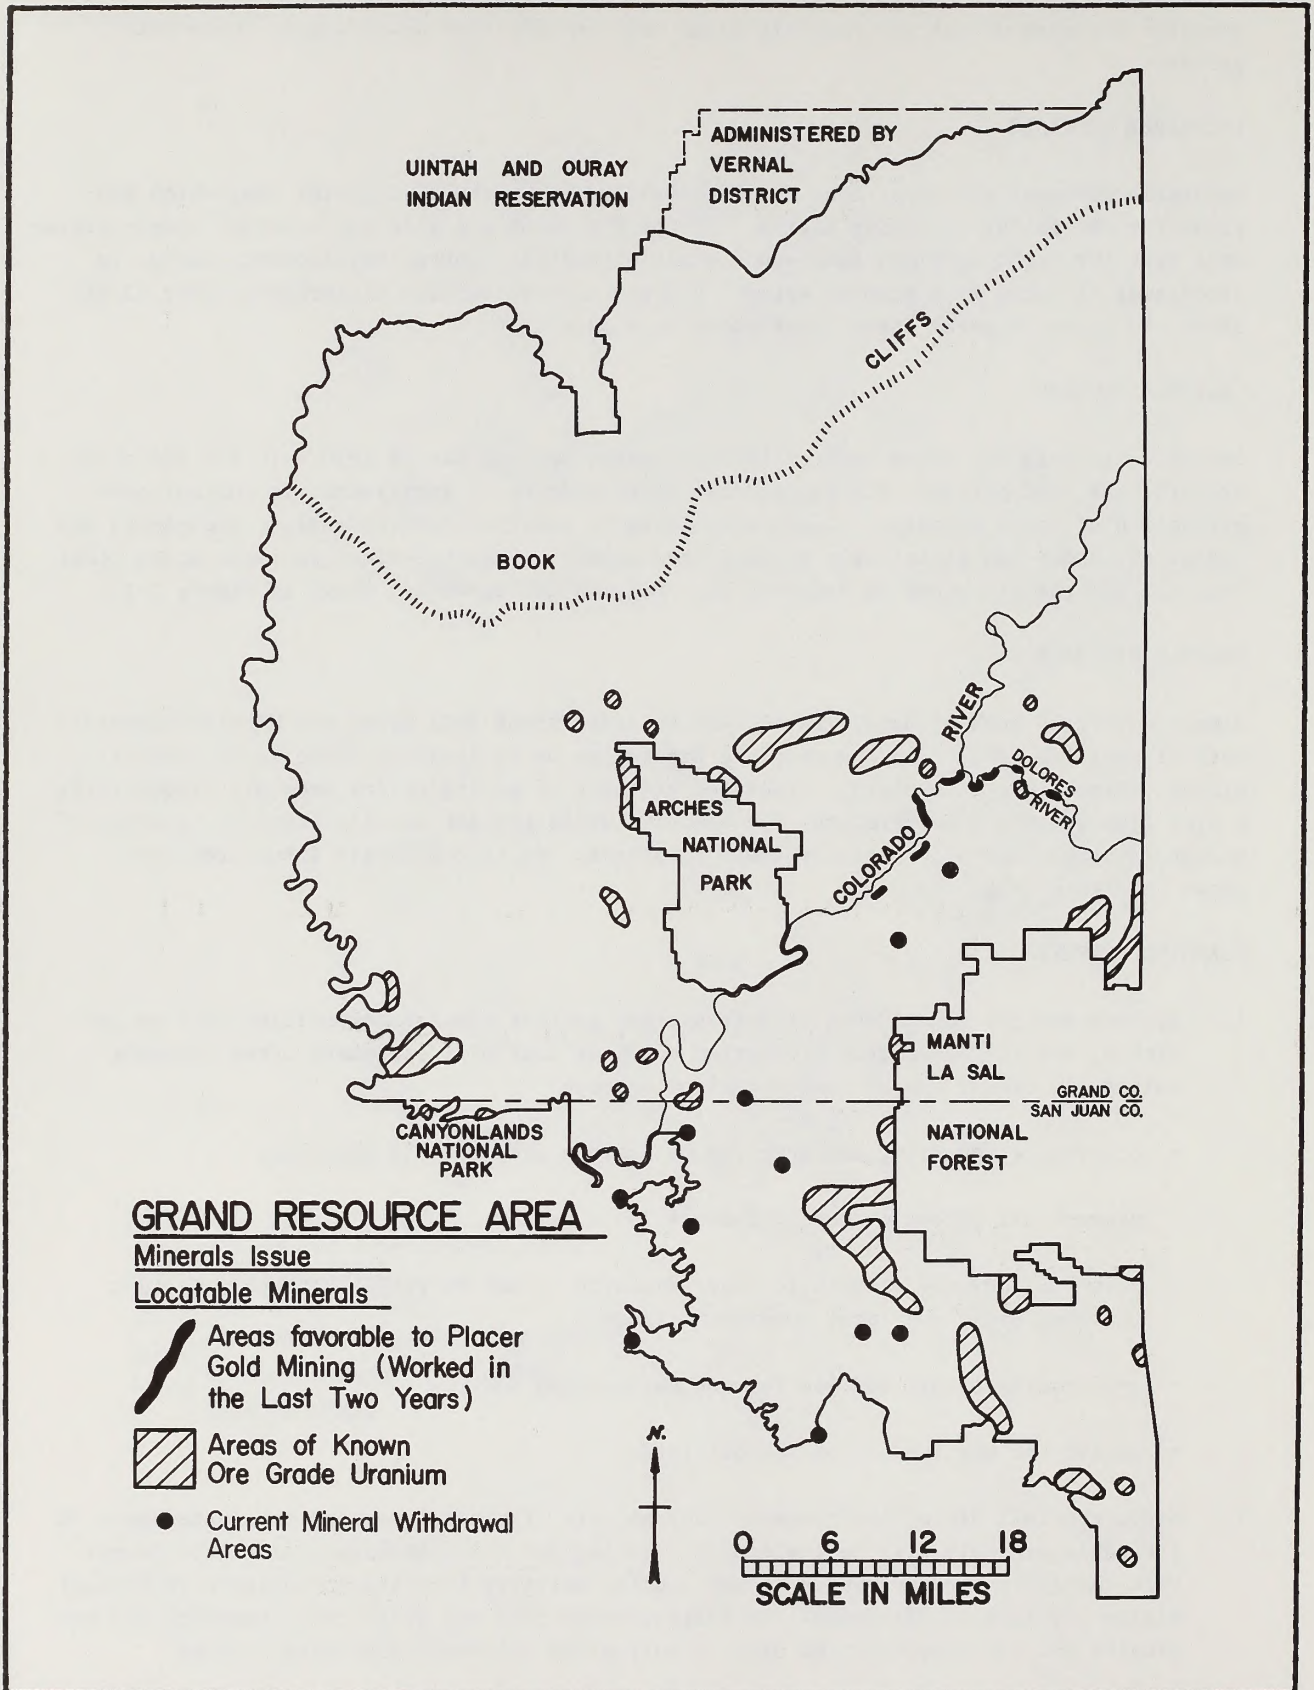 ADMINISTERED BY
VERNAL
DISTRICT
UINTAH AND OURAY
INDIAN RESERVATION
CLIFFS
BOOK
RIVER
DOLORES
RIVER
COLORADO
ARCHES
NATIONAL
PARK
MANTI
LA SAL
GRAND CO.
SAN JUAN CO.
NATIONAL
FOREST
CANYONLANDS
NATIONAL
PARK
GRAND RESOURCE AREA
Minerals Issue
Locatable Minerals
Areas favorable to Placer
Gold Mining (Worked in
the Last Two Years)
Areas of Known
Ore Grade Uranium
Current Mineral Withdrawal
Areas
N.
0 6 12 18
SCALE IN MILES